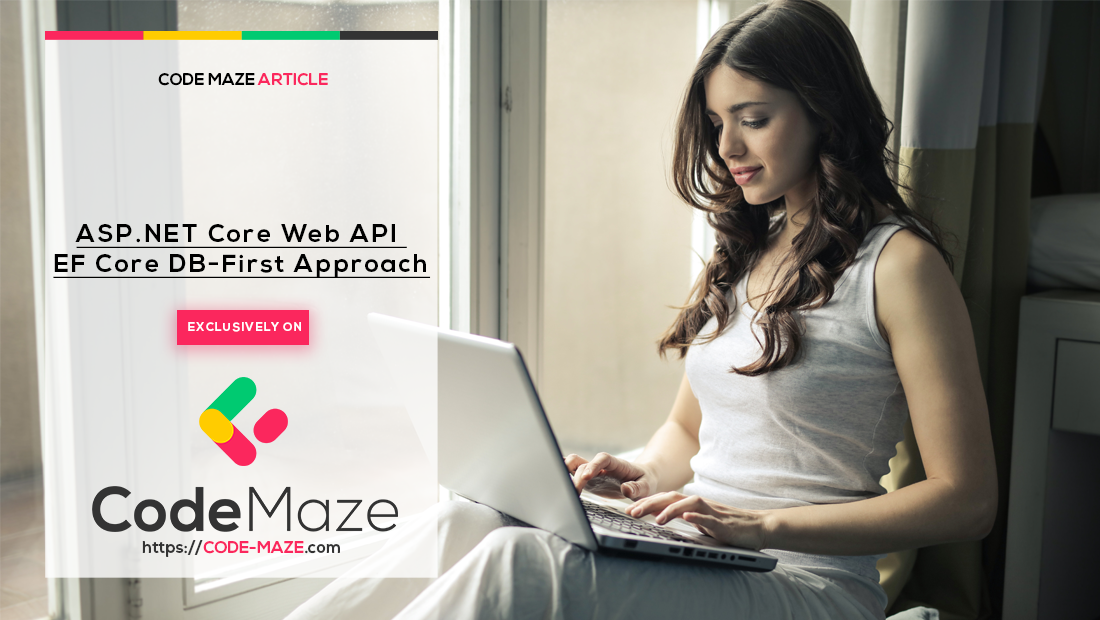 CODE MAZE ARTICLE
ASP.NET Core Web API
EF Core DB-First Approach
EXCLUSIVELY ON
CodeMaze
https://CODE-MAZE.com